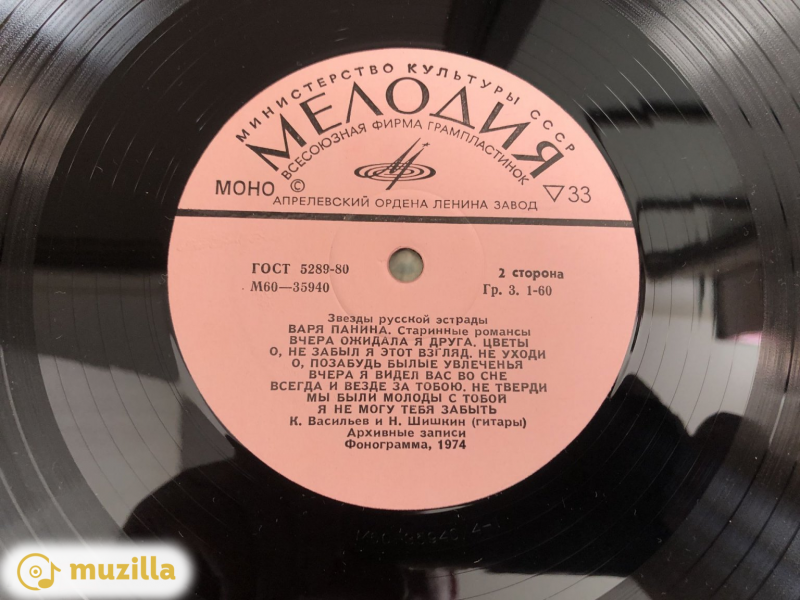 МИНИСТЕРСТВО КУЛЬТУРЫ СССР
МЕЛОДИЯ
ВСЕСОЮЗНАЯ ФИРМА ГРАМПЛАСТИНОК
МОНО © ▽ 33
АПРЕЛЕВСКИЙ ОРДЕНА ЛЕНИНА ЗАВОД
ГОСТ 5289-80 2 сторона
М60—35940 Гр. 3. 1-60
Звезды русской эстрады
ВАРЯ ПАНИНА. Старинные романсы
ВЧЕРА ОЖИДАЛА Я ДРУГА. ЦВЕТЫ
О, НЕ ЗАБЫЛ Я ЭТОТ ВЗГЛЯД. НЕ УХОДИ
О, ПОЗАБУДЬ БЫЛЫЕ УВЛЕЧЕНЬЯ
ВЧЕРА Я ВИДЕЛ ВАС ВО СНЕ
ВСЕГДА И ВЕЗДЕ ЗА ТОБОЮ. НЕ ТВЕРДИ
МЫ БЫЛИ МОЛОДЫ С ТОБОЙ
Я НЕ МОГУ ТЕБЯ ЗАБЫТЬ
К. Васильев и Н. Шишкин (гитары)
Архивные записи
Фонограмма, 1974
muzilla